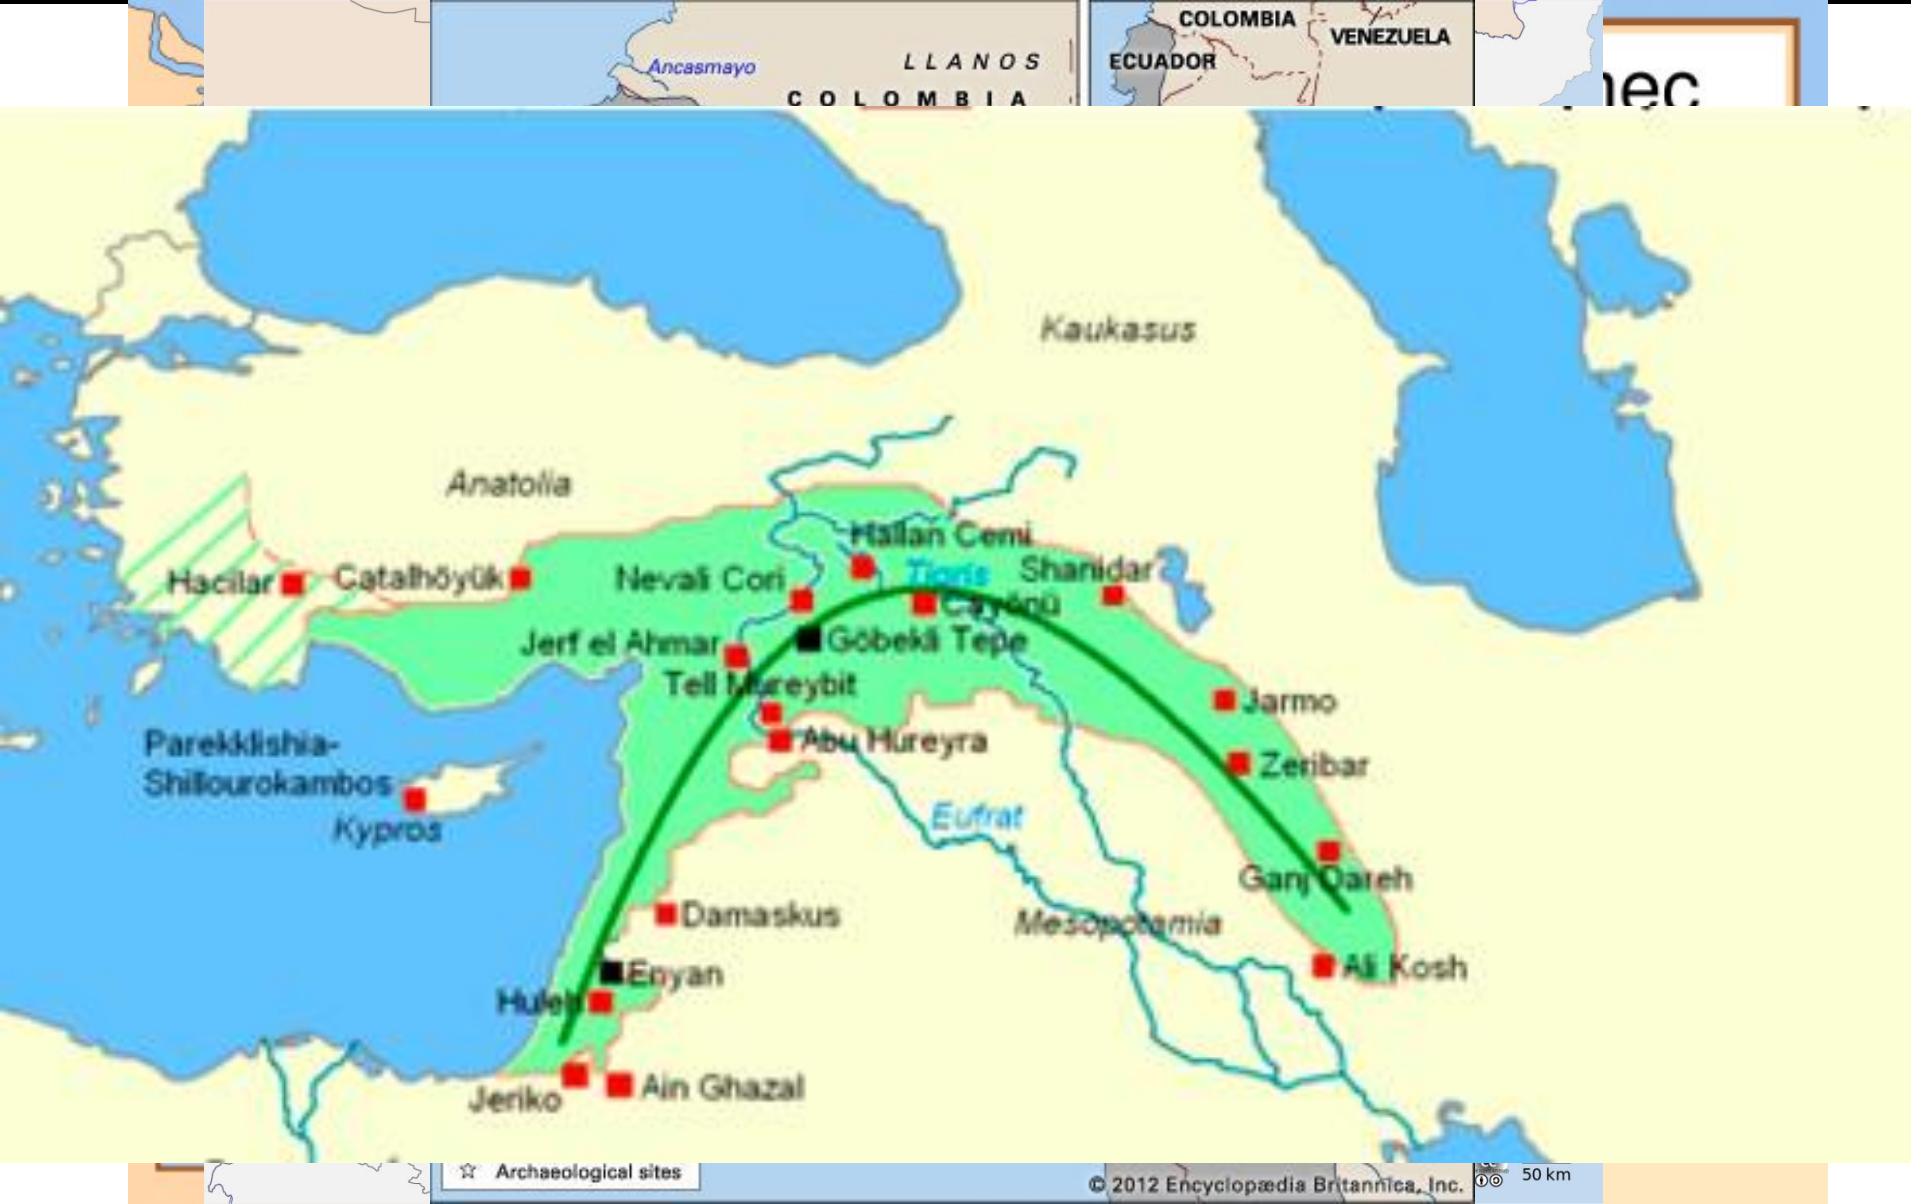 COLOMBIA
VENEZUELA
ECUADOR
Ancasmayo
LLANOS
COLOMBIA
nec
Kaukasus
Anatolia
Hallan Cemi
Tigris
Shanidar
Hacilar
Catalhöyük
Nevali Cori
Cayönü
Jerf el Ahmar
Göbekli Tepe
Tell Mureybit
Jarmo
Abu Hureyra
Zeribar
Parekklishia-
Shillourokambos
Kypros
Eufrat
Ganj Dareh
Damaskus
Mesopotamia
Enyan
Ali Kosh
Huleh
Jeriko
Ain Ghazal
Archaeological sites
© 2012 Encyclopædia Britannica, Inc.
50 km